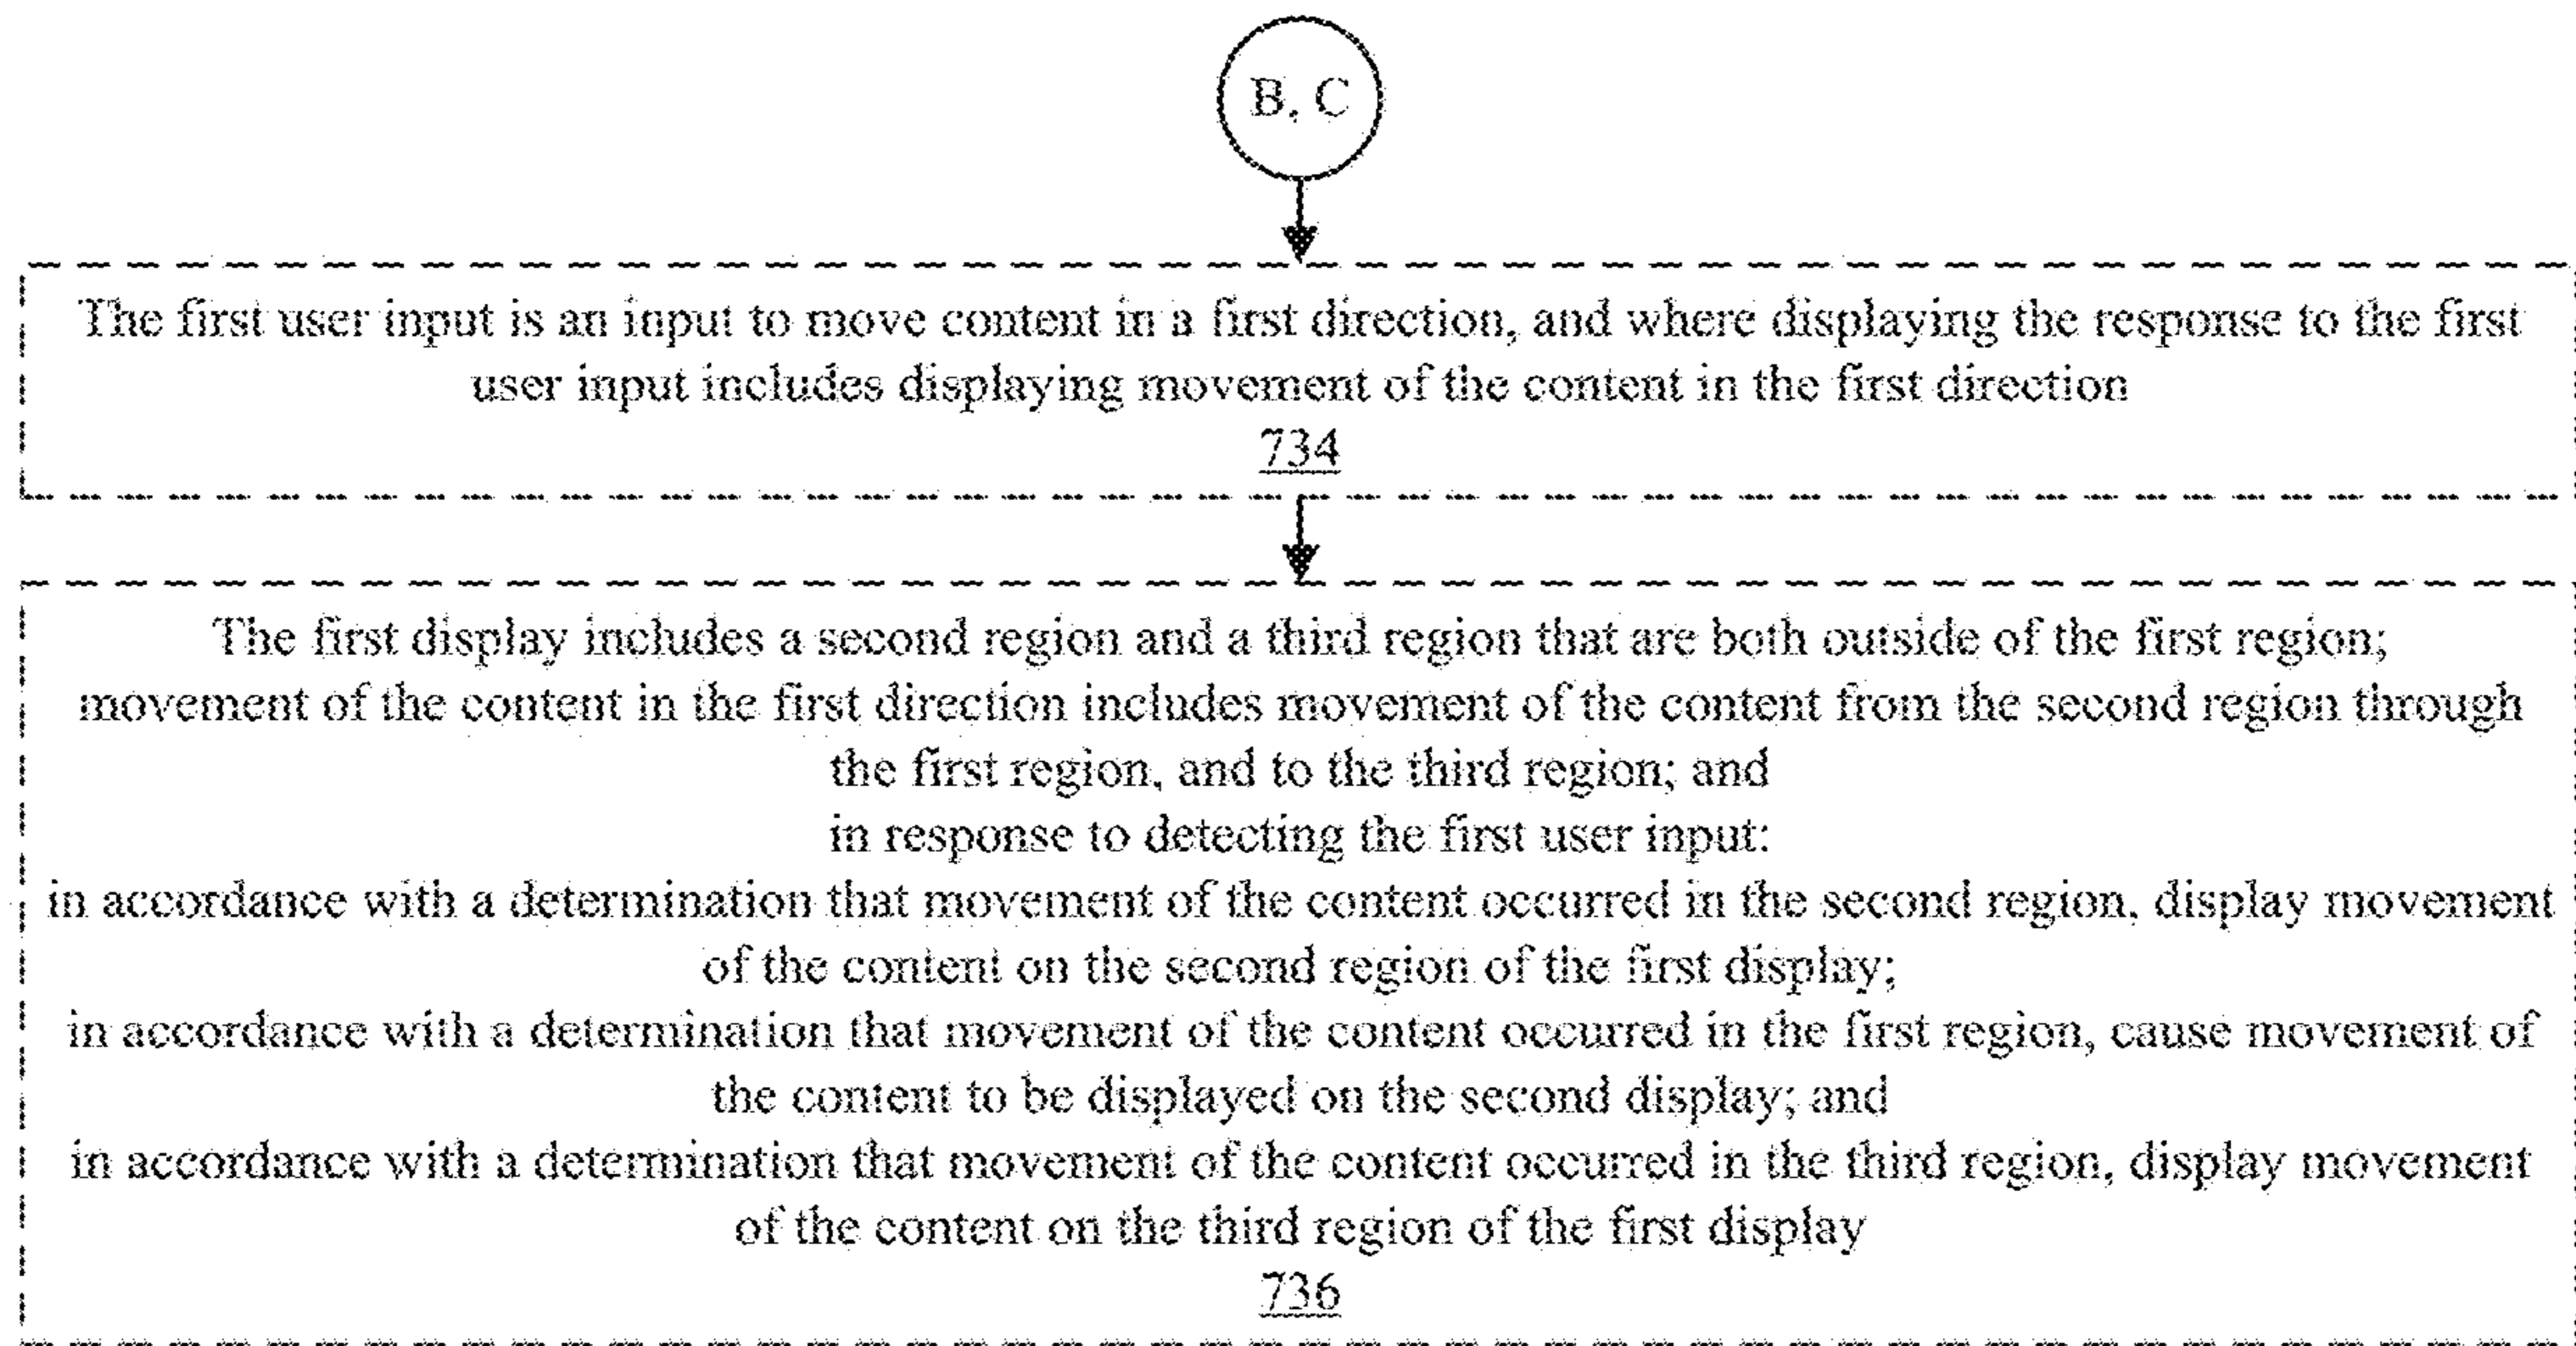 B, C
The first user input is an input to move content in a first direction, and where displaying the response to the first
user input includes displaying movement of the content in the first direction
734
The first display includes a second region and a third region that are both outside of the first region;
movement of the content in the first direction includes movement of the content from the second region through
the first region, and to the third region; and
in response to detecting the first user input:
in accordance with a determination that movement of the content occurred in the second region, display movement
of the content on the second region of the first display;
in accordance with a determination that movement of the content occurred in the first region, cause movement of
the content to be displayed on the second display; and
in accordance with a determination that movement of the content occurred in the third region, display movement
of the content on the third region of the first display
736